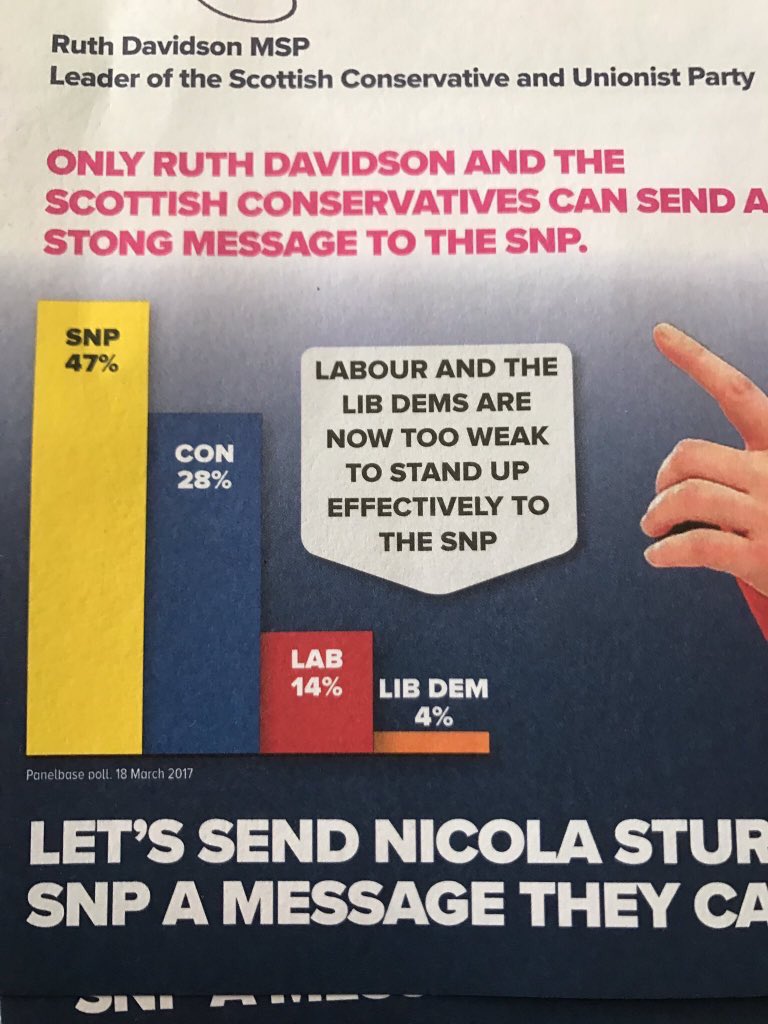 Ruth Davidson MSP
Leader of the Scottish Conservative and Unionist Party
ONLY RUTH DAVIDSON AND THE
SCOTTISH CONSERVATIVES CAN SEND A
STONG MESSAGE TO THE SNP.
SNP
47%
CON
28%
LABOUR AND THE
LIB DEMS ARE
NOW TOO WEAK
TO STAND UP
EFFECTIVELY TO
THE SNP
LAB
14%
LIB DEM
4%
Panelbase poll. 18 March 2017
LET'S SEND NICOLA STUR
SNP A MESSAGE THEY CA